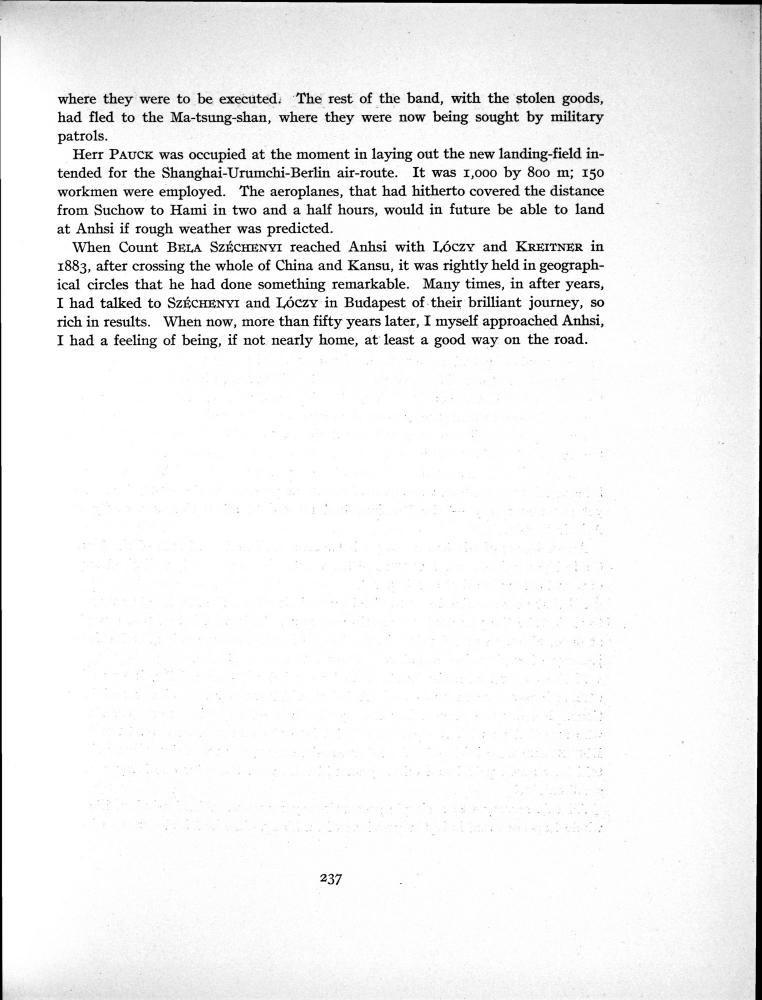 where they were to be executed. The rest of the band, with the stolen goods,
had fled to the Ma-tsung-shan, where they were now being sought by military
patrols.
Herr PAUCK was occupied at the moment in laying out the new landing-field in-
tended for the Shanghai-Urumchi-Berlin air-route. It was 1,000 by 800 m; 150
workmen were employed. The aeroplanes, that had hitherto covered the distance
from Suchow to Hami in two and a half hours, would in future be able to land
at Anhsi if rough weather was predicted.
When Count BELA SZÉCHENYI reached Anhsi with LÓCZY and KREITNER in
1883, after crossing the whole of China and Kansu, it was rightly held in geograph-
ical circles that he had done something remarkable. Many times, in after years,
I had talked to SZÉCHENYI and LÓCZY in Budapest of their brilliant journey, so
rich in results. When now, more than fifty years later, I myself approached Anhsi,
I had a feeling of being, if not nearly home, at least a good way on the road.
237